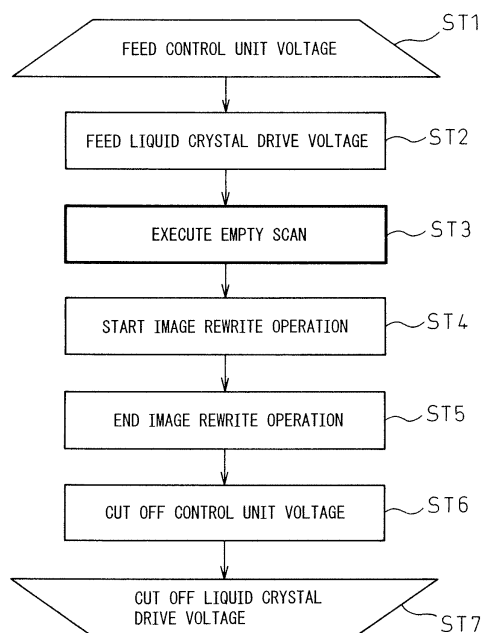 FEED CONTROL UNIT VOLTAGE ST1
FEED LIQUID CRYSTAL DRIVE VOLTAGE ST2
EXECUTE EMPTY SCAN ST3
START IMAGE REWRITE OPERATION ST4
END IMAGE REWRITE OPERATION ST5
CUT OFF CONTROL UNIT VOLTAGE ST6
CUT OFF LIQUID CRYSTAL
DRIVE VOLTAGE ST7